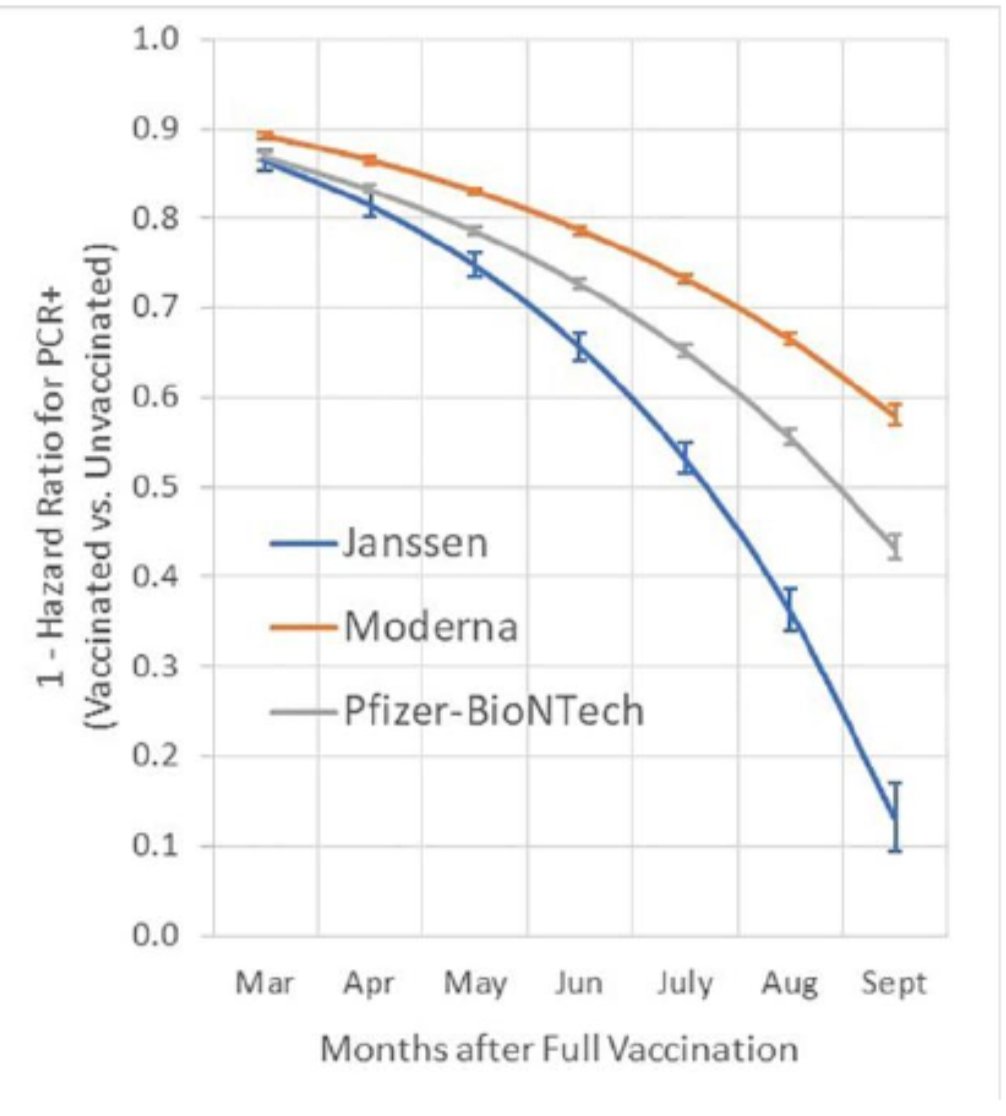 1 - Hazard Ratio for PCR+
(Vaccinated vs. Unvaccinated)
1.0
0.9
0.8
0.7
0.6
0.5
0.4
0.3
0.2
0.1
0.0
Janssen
Moderna
Pfizer-BioNTech
Mar Apr May Jun July Aug Sept
Months after Full Vaccination